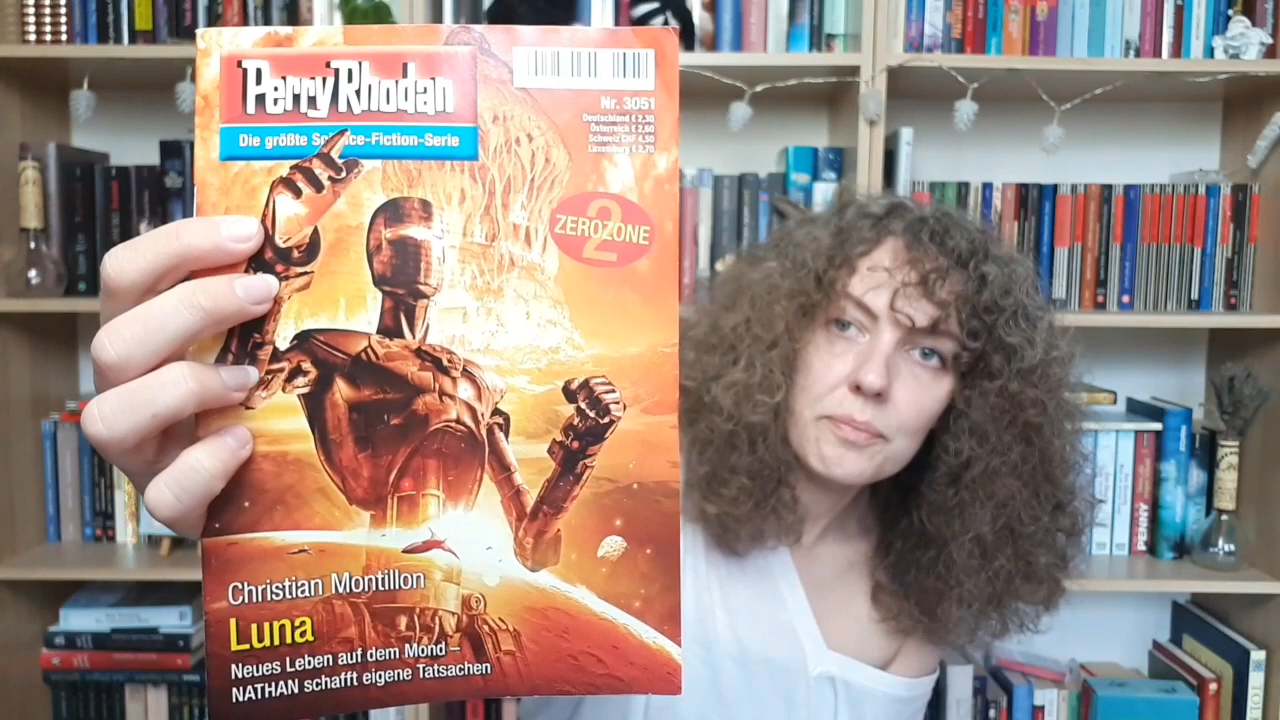 Perry Rhodan
Die größte Science-Fiction-Serie
Nr. 3051
Deutschland € 2,30
Österreich € 2,60
Schweiz CHF 4,50
Luxemburg € 2,70
2
ZEROZONE
Christian Montillon
Luna
Neues Leben auf dem Mond –
NATHAN schafft eigene Tatsachen
PENNY